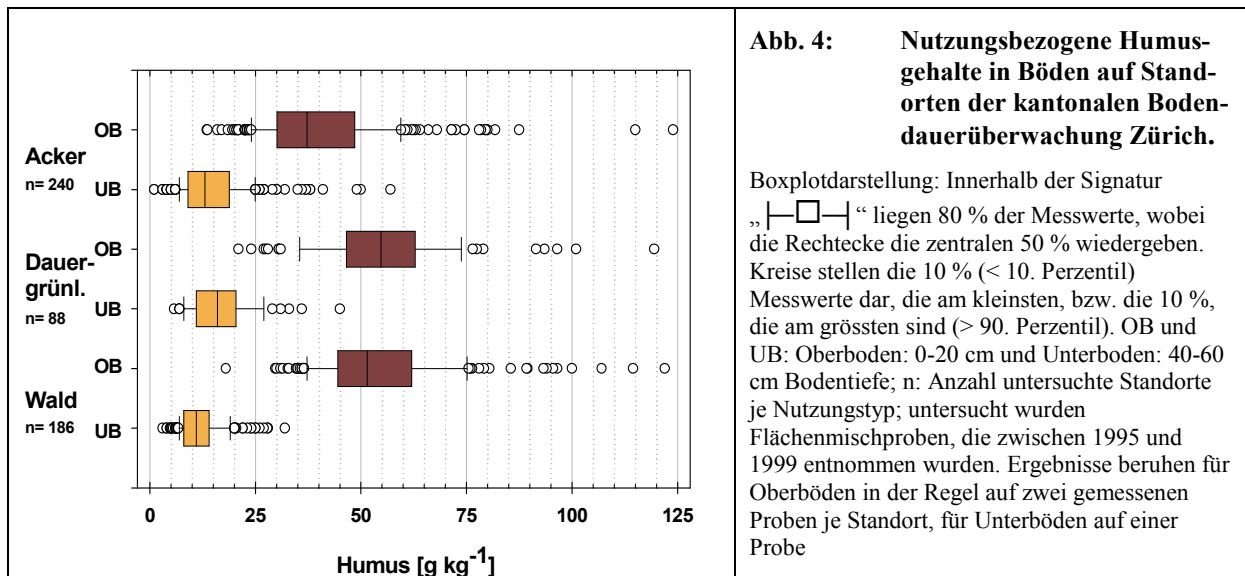 OB
Acker
n= 240
UB
OB
Dauer-
grünl.
n= 88
UB
OB
Wald
n= 186
UB
0 25 50 75 100 125
Humus [g kg-1]
Abb. 4: Nutzungsbezogene Humus-
gehalte in Böden auf Stand-
orten der kantonalen Boden-
dauerüberwachung Zürich.
Boxplotdarstellung: Innerhalb der Signatur
„ “ liegen 80 % der Messwerte, wobei
die Rechtecke die zentralen 50 % wiedergeben.
Kreise stellen die 10 % (< 10. Perzentil)
Messwerte dar, die am kleinsten, bzw. die 10 %,
die am grössten sind (> 90. Perzentil). OB und
UB: Oberboden: 0-20 cm und Unterboden: 40-60
cm Bodentiefe; n: Anzahl untersuchte Standorte
je Nutzungstyp; untersucht wurden
Flächenmischproben, die zwischen 1995 und
1999 entnommen wurden. Ergebnisse beruhen für
Oberböden in der Regel auf zwei gemessenen
Proben je Standort, für Unterböden auf einer
Probe